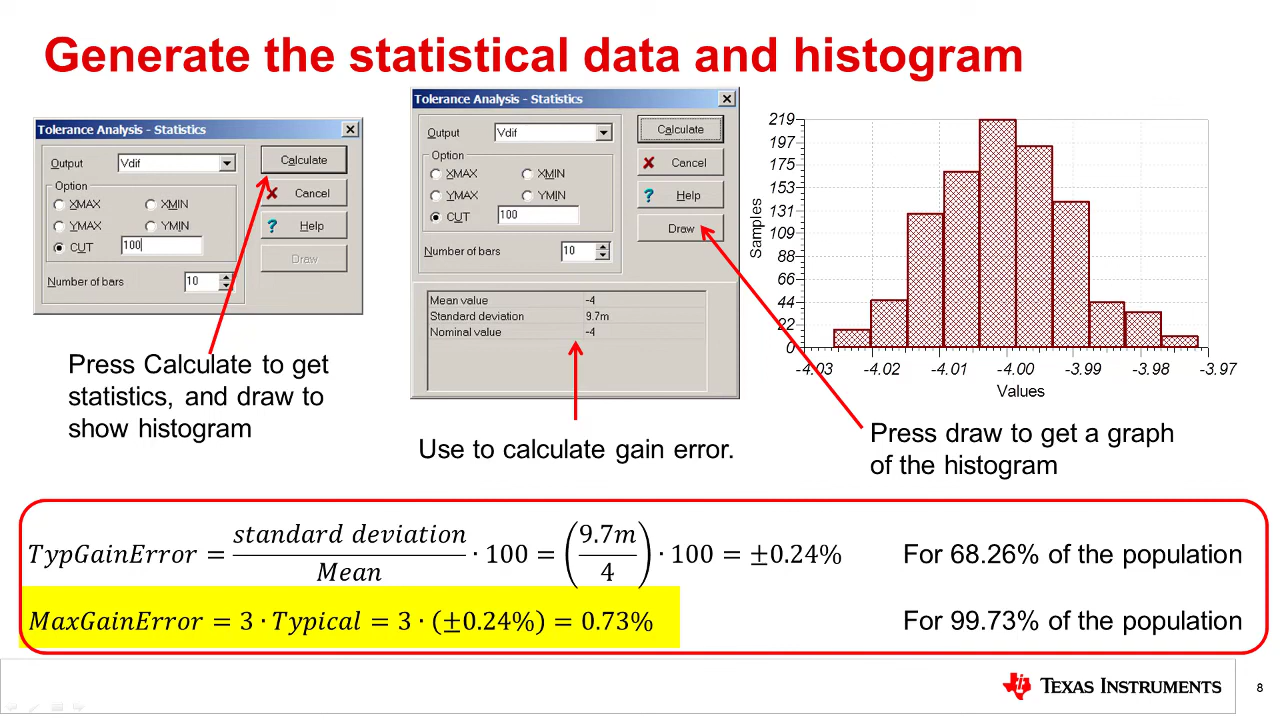 Generate the statistical data and histogram
Tolerance Analysis - Statistics
Output
Vdif
Calculate
Option
XMAX
XMIN
Cancel
YMAX
YMIN
Help
CUT
100
Draw
Number of bars
10
Tolerance Analysis - Statistics
Output
Vdif
Calculate
Option
XMAX
XMIN
Cancel
YMAX
YMIN
Help
CUT
100
Draw
Number of bars
10
Mean value -4
Standard deviation 9.7m
Nominal value -4
Samples
219
197
175
153
131
109
88
66
44
22
0
-4.03 -4.02 -4.01 -4.00 -3.99 -3.98 -3.97
Values
Press Calculate to get
statistics, and draw to
show histogram
Use to calculate gain error.
Press draw to get a graph
of the histogram
TypGainError = standard deviation / Mean · 100 = (9.7m / 4) · 100 = ±0.24% For 68.26% of the population
MaxGainError = 3 · Typical = 3 · (±0.24%) = 0.73% For 99.73% of the population
TEXAS INSTRUMENTS
8